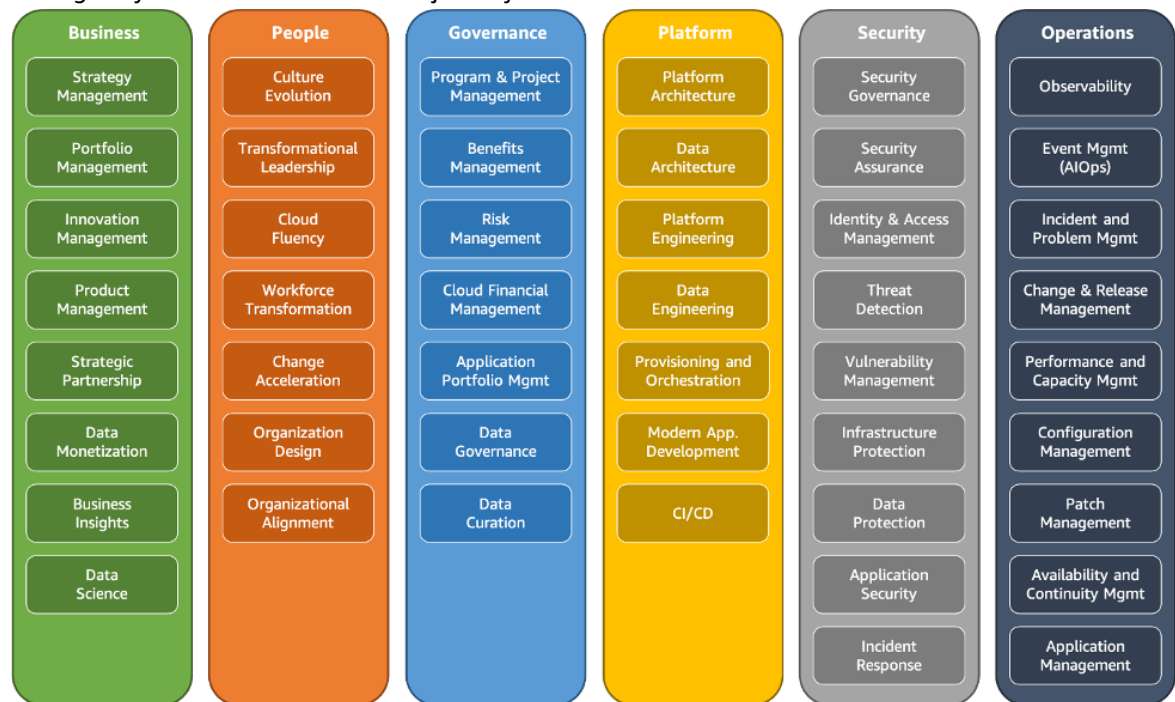 Business
Strategy
Management
Portfolio
Management
Innovation
Management
Product
Management
Strategic
Partnership
Data
Monetization
Business
Insights
Data
Science
People
Culture
Evolution
Transformational
Leadership
Cloud
Fluency
Workforce
Transformation
Change
Acceleration
Organization
Design
Organizational
Alignment
Governance
Program & Project
Management
Benefits
Management
Risk
Management
Cloud Financial
Management
Application
Portfolio Mgmt
Data
Governance
Data
Curation
Platform
Platform
Architecture
Data
Architecture
Platform
Engineering
Data
Engineering
Provisioning and
Orchestration
Modern App.
Development
CI/CD
Security
Security
Governance
Security
Assurance
Identity & Access
Management
Threat
Detection
Vulnerability
Management
Infrastructure
Protection
Data
Protection
Application
Security
Incident
Response
Operations
Observability
Event Mgmt
(AIOps)
Incident and
Problem Mgmt
Change & Release
Management
Performance and
Capacity Mgmt
Configuration
Management
Patch
Management
Availability and
Continuity Mgmt
Application
Management